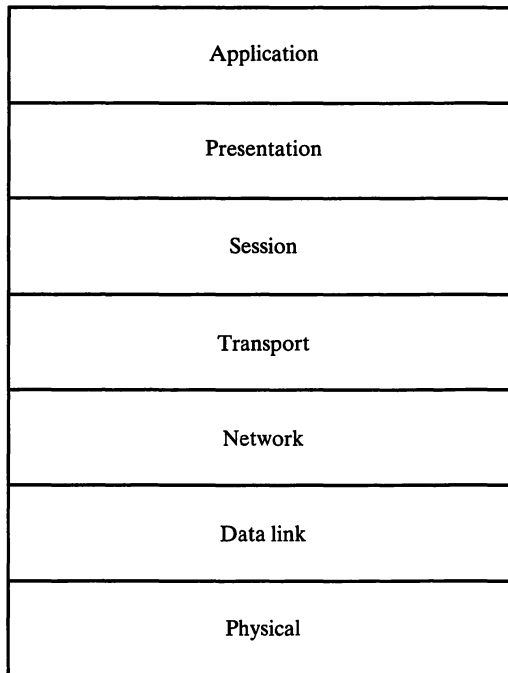 Application
Presentation
Session
Transport
Network
Data link
Physical